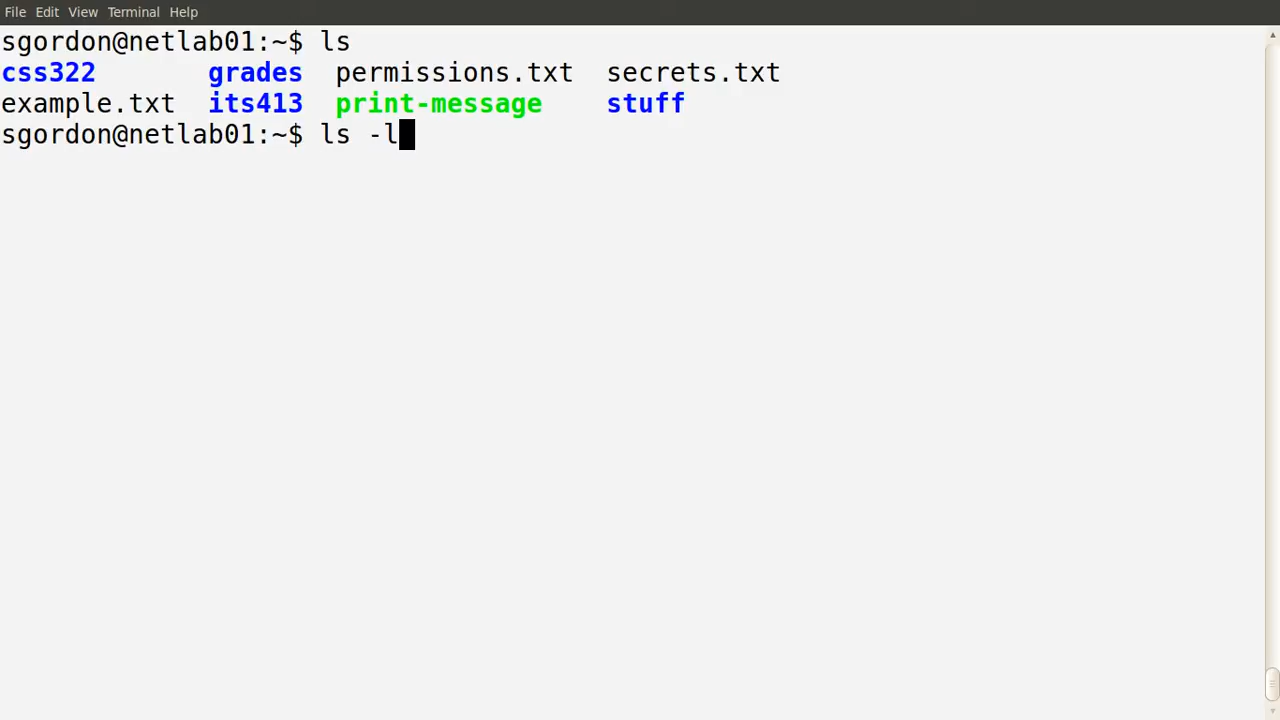 File Edit View Terminal Help
sgordon@netlab01:~$ ls
css322 grades permissions.txt secrets.txt
example.txt its413 print-message stuff
sgordon@netlab01:~$ ls -l